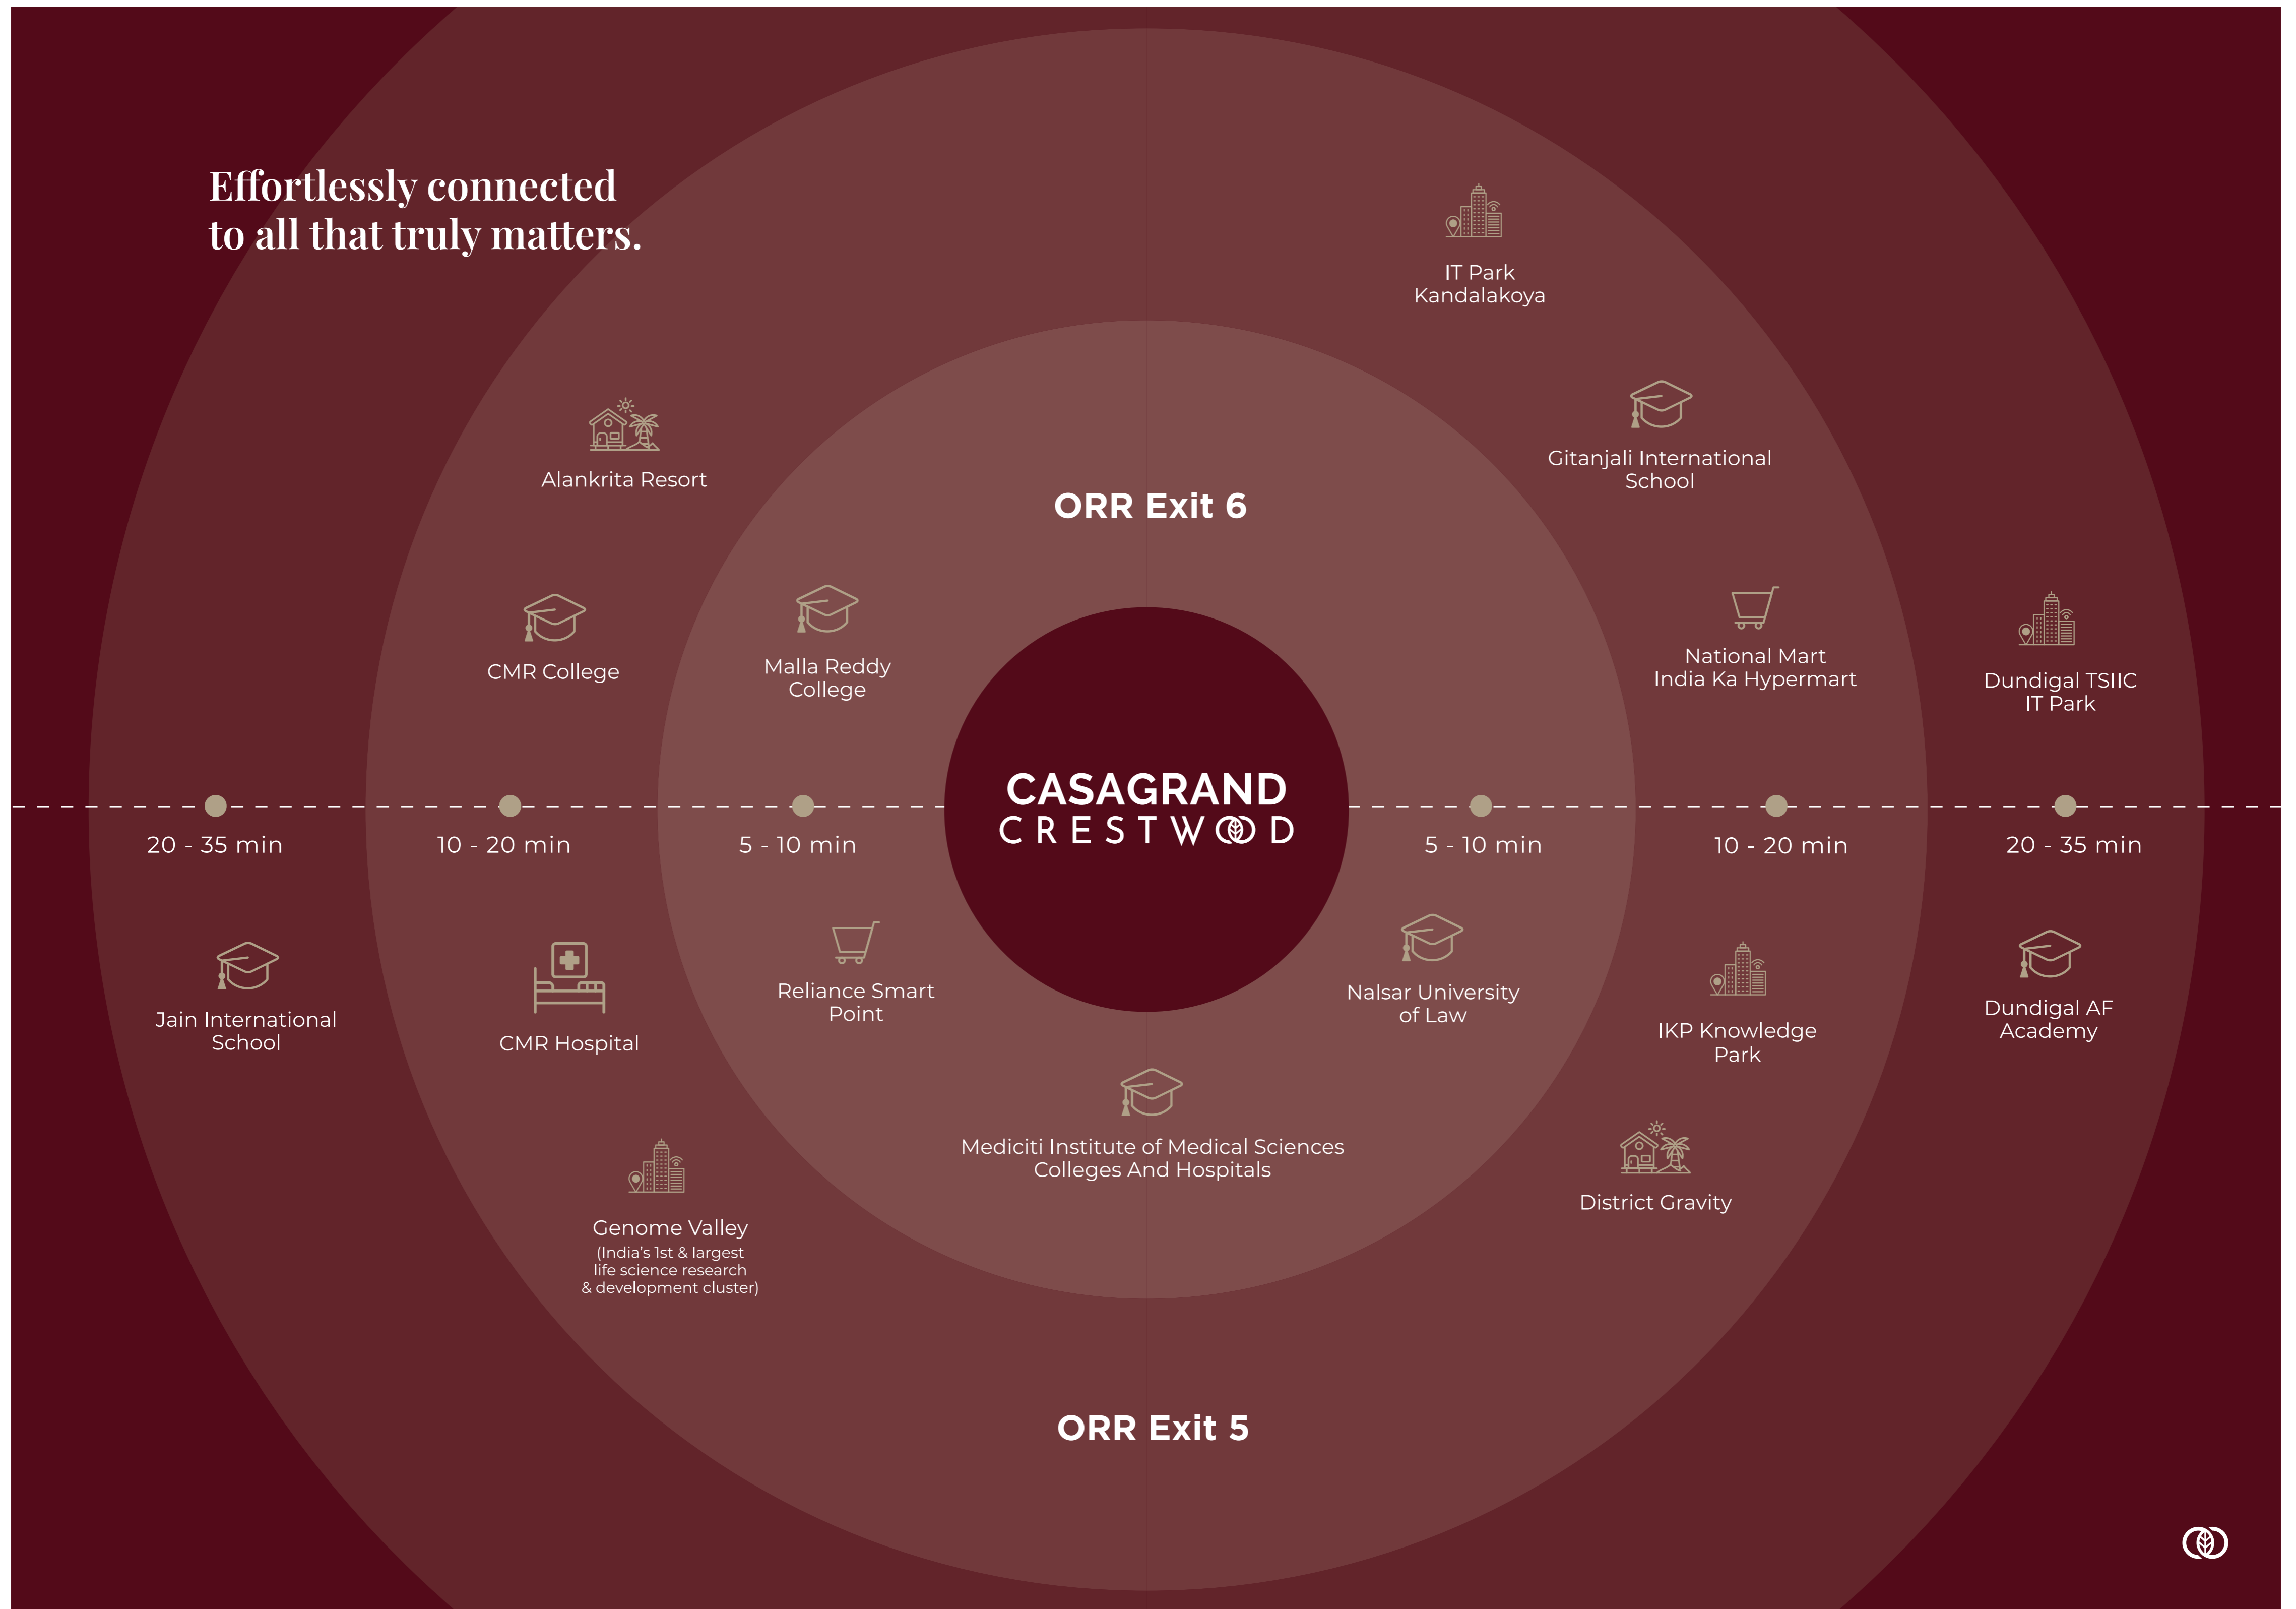 Effortlessly connected
to all that truly matters.
IT Park
Kandalakoya
Gitanjali International
School
Alankrita Resort
ORR Exit 6
CMR College
Malla Reddy
College
National Mart
India Ka Hypermart
Dundigal TSIIC
IT Park
CASAGRAND
CRESTWOOD
20 - 35 min
10 - 20 min
5 - 10 min
5 - 10 min
10 - 20 min
20 - 35 min
Jain International
School
CMR Hospital
Reliance Smart
Point
Nalsar University
of Law
IKP Knowledge
Park
Dundigal AF
Academy
Mediciti Institute of Medical Sciences
Colleges And Hospitals
District Gravity
Genome Valley
(India's 1st & largest
life science research
& development cluster)
ORR Exit 5